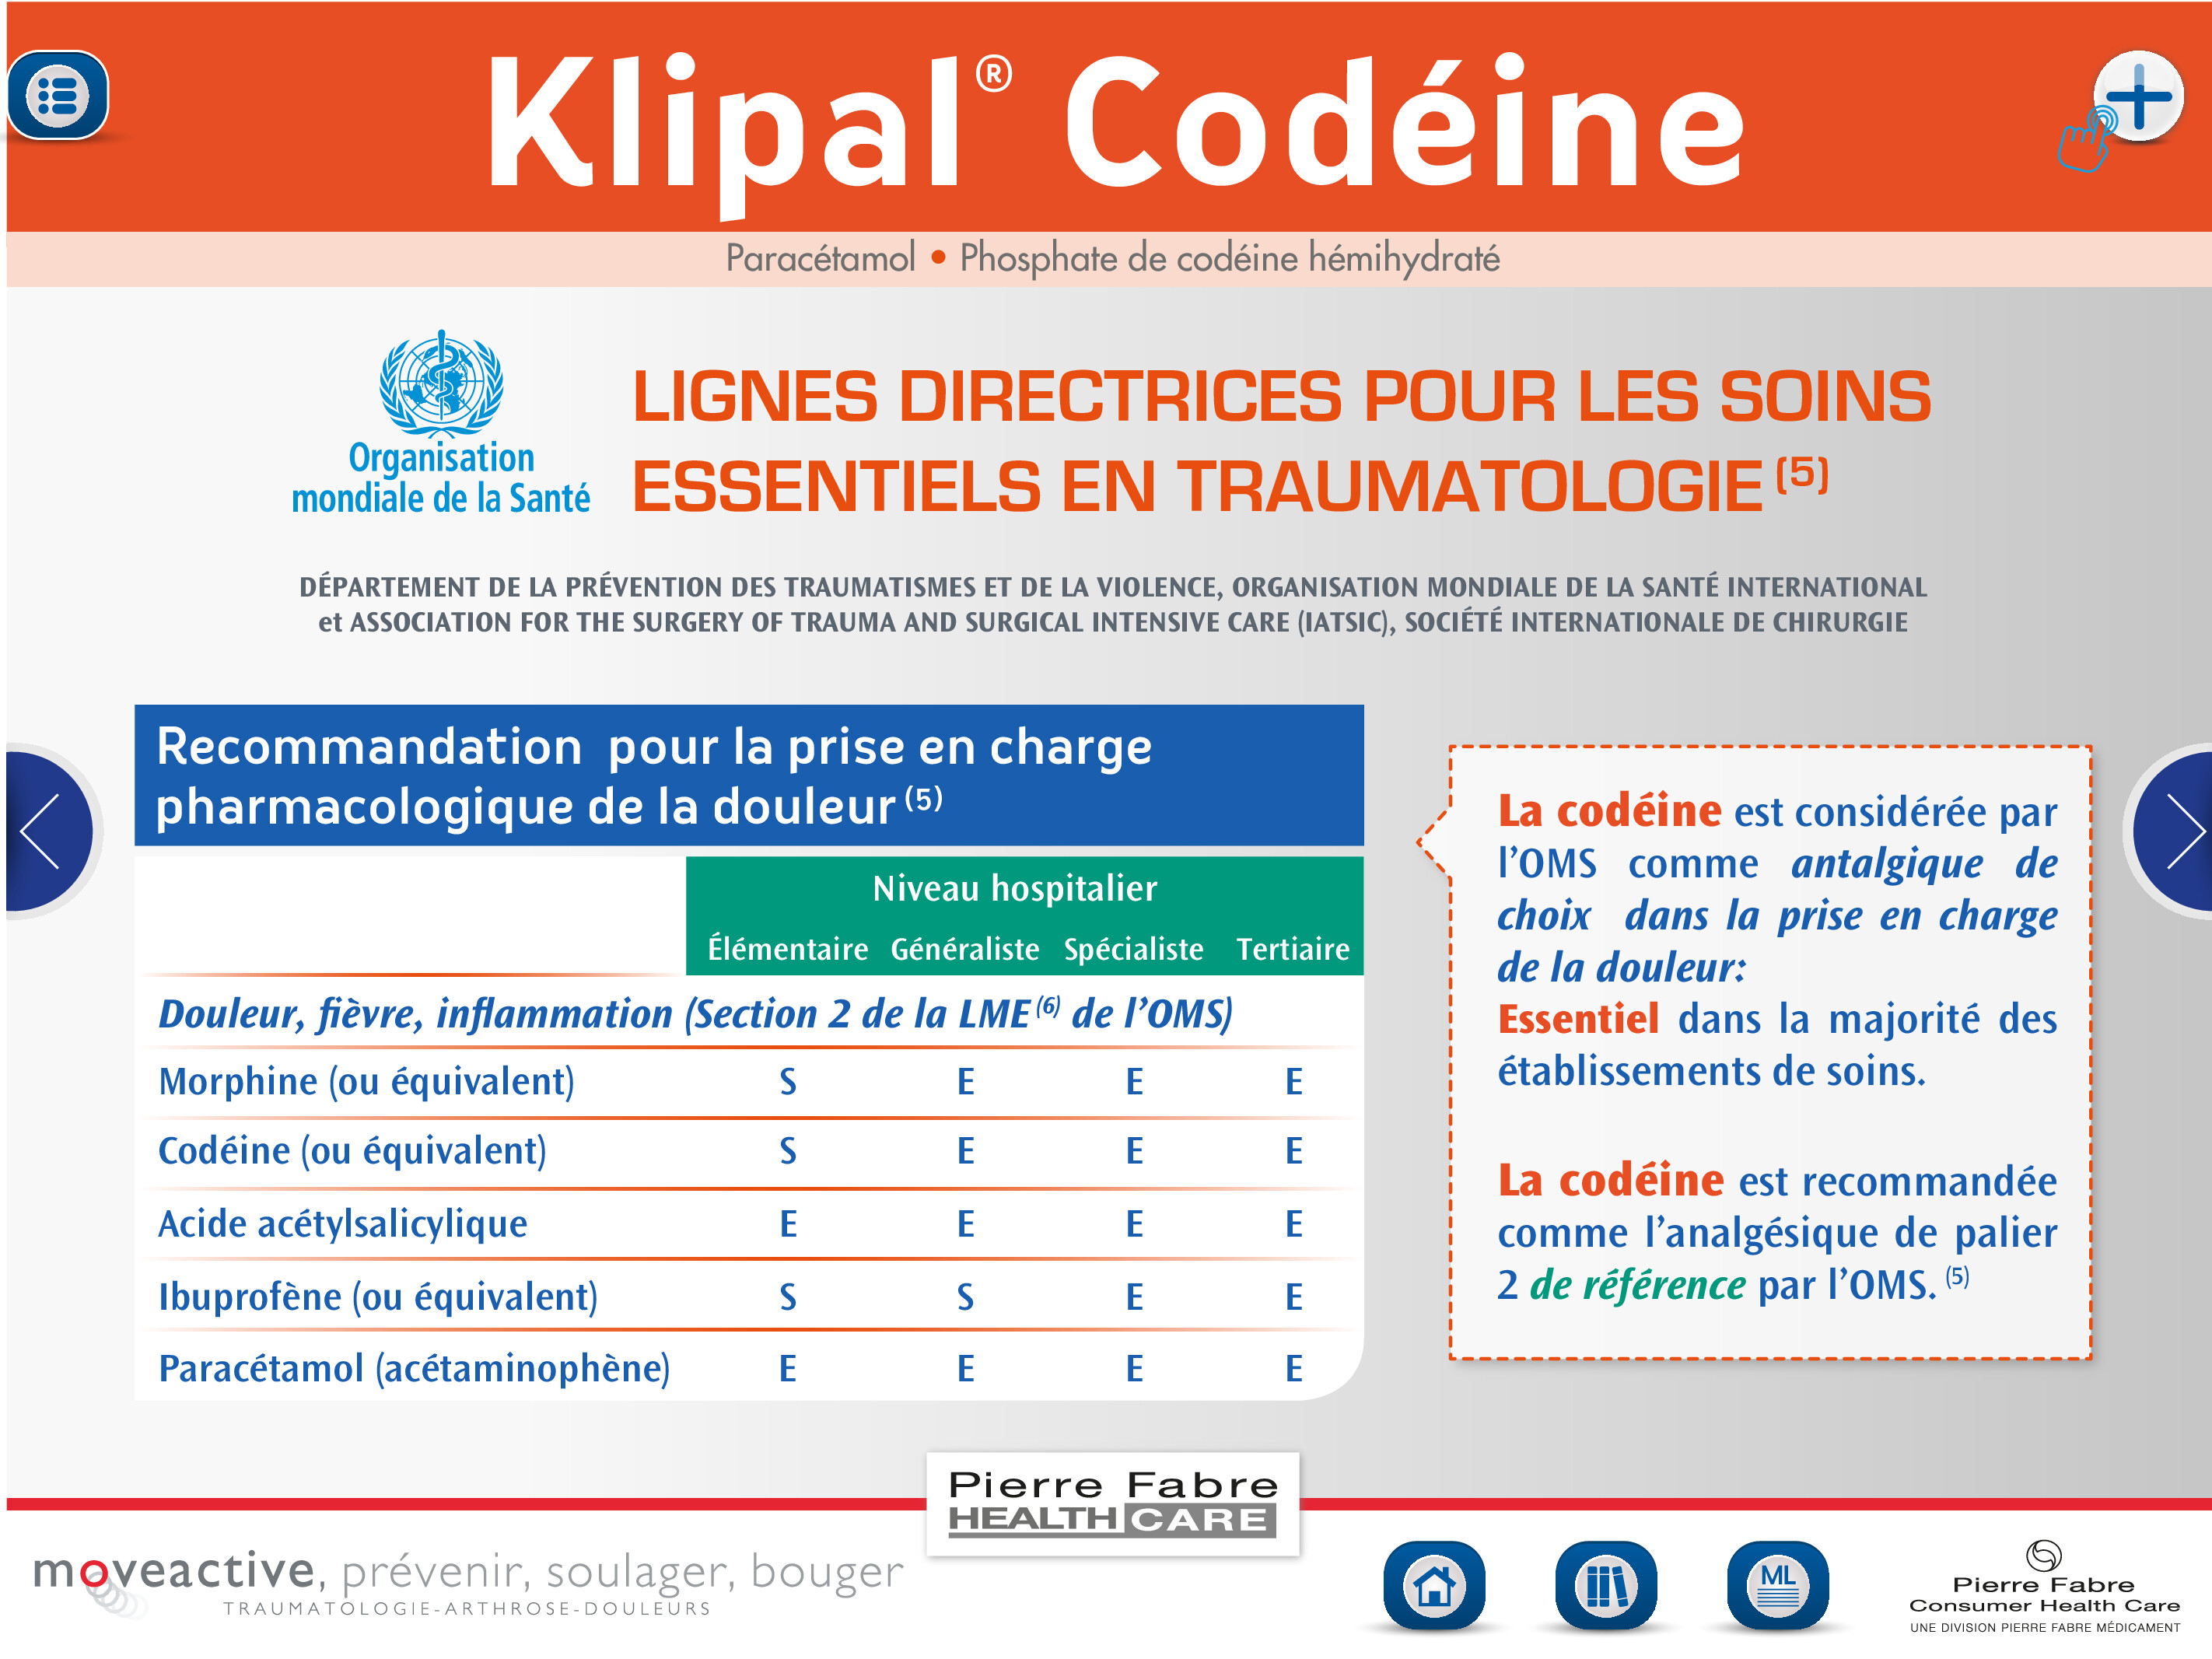 Klipal® Codéine
Paracétamol • Phosphate de codéine hémihydraté
Organisation
mondiale de la Santé
LIGNES DIRECTRICES POUR LES SOINS
ESSENTIELS EN TRAUMATOLOGIE (5)
DÉPARTEMENT DE LA PRÉVENTION DES TRAUMATISMES ET DE LA VIOLENCE, ORGANISATION MONDIALE DE LA SANTÉ INTERNATIONAL
et ASSOCIATION FOR THE SURGERY OF TRAUMA AND SURGICAL INTENSIVE CARE (IATSIC), SOCIÉTÉ INTERNATIONALE DE CHIRURGIE
Recommandation pour la prise en charge
pharmacologique de la douleur (5)
Niveau hospitalier
Élémentaire Généraliste Spécialiste Tertiaire
Douleur, fièvre, inflammation (Section 2 de la LME (6) de l'OMS)
Morphine (ou équivalent) S E E E
Codéine (ou équivalent) S E E E
Acide acétylsalicylique E E E E
Ibuprofène (ou équivalent) S S E E
Paracétamol (acétaminophène) E E E E
La codéine est considérée par
l'OMS comme antalgique de
choix dans la prise en charge
de la douleur:
Essentiel dans la majorité des
établissements de soins.
La codéine est recommandée
comme l'analgésique de palier
2 de référence par l'OMS. (5)
Pierre Fabre
HEALTH CARE
moveactive, prévenir, soulager, bouger
TRAUMATOLOGIE-ARTHROSE-DOULEURS
ML
Pierre Fabre
Consumer Health Care
UNE DIVISION PIERRE FABRE MÉDICAMENT